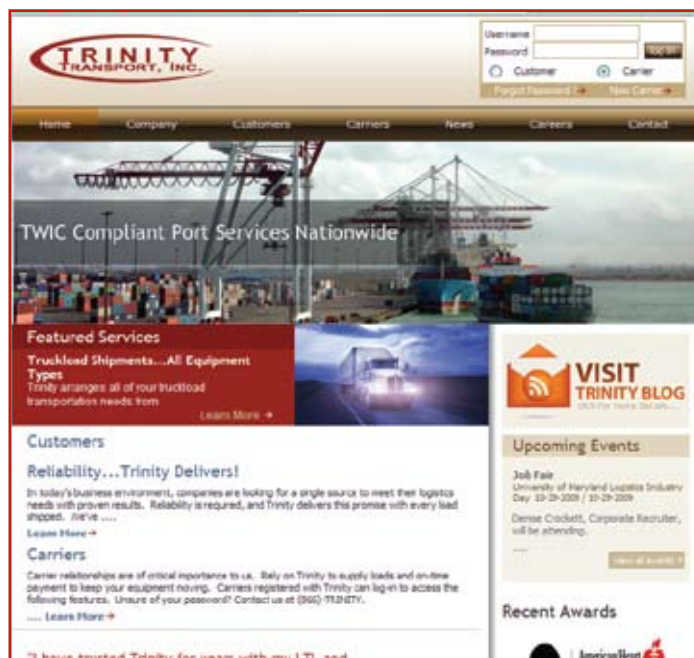 TRINITY
TRANSPORT, INC.
Username
Password
log in
Customer
Carrier
Forgot Password?
New Carrier
Home
Company
Customers
Carriers
News
Careers
Contact
TWIC Compliant Port Services Nationwide
Featured Services
Truckload Shipments...All Equipment
Types
Trinity arranges all of your truckload
transportation needs from
Learn More
Customers
Reliability...Trinity Delivers!
In today's business environment, companies are looking for a single source to meet their logistics
needs with proven results. Reliability is required, and Trinity delivers this promise with every load
shipped. We've ....
Learn More
Carriers
Carrier relationships are of critical importance to us. Rely on Trinity to supply loads and on-time
payment to keep your equipment moving. Carriers registered with Trinity can log-in to access the
following features. Unsure of your password? Contact us at (866)-TRINITY.
.... Learn More
"I have trusted Trinity for years with my LTL and
VISIT
TRINITY BLOG
click for more details...
Upcoming Events
Job Fair
University of Maryland Logistics Industry
Day 10-29-2009 / 10-29-2009
Denise Crockett, Corporate Recruiter,
will be attending.
....
view all events
Recent Awards
American Heart